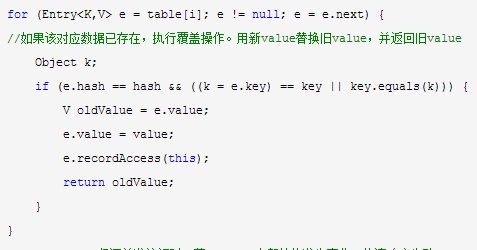 for (Entry<K,V> e = table[i]; e != null; e = e.next) {
//如果该对应数据已存在，执行覆盖操作。用新value替换旧value，并返回旧value
Object k;
if (e.hash == hash && ((k = e.key) == key || key.equals(k))) {
V oldValue = e.value;
e.value = value;
e.recordAccess(this);
return oldValue;
}
}